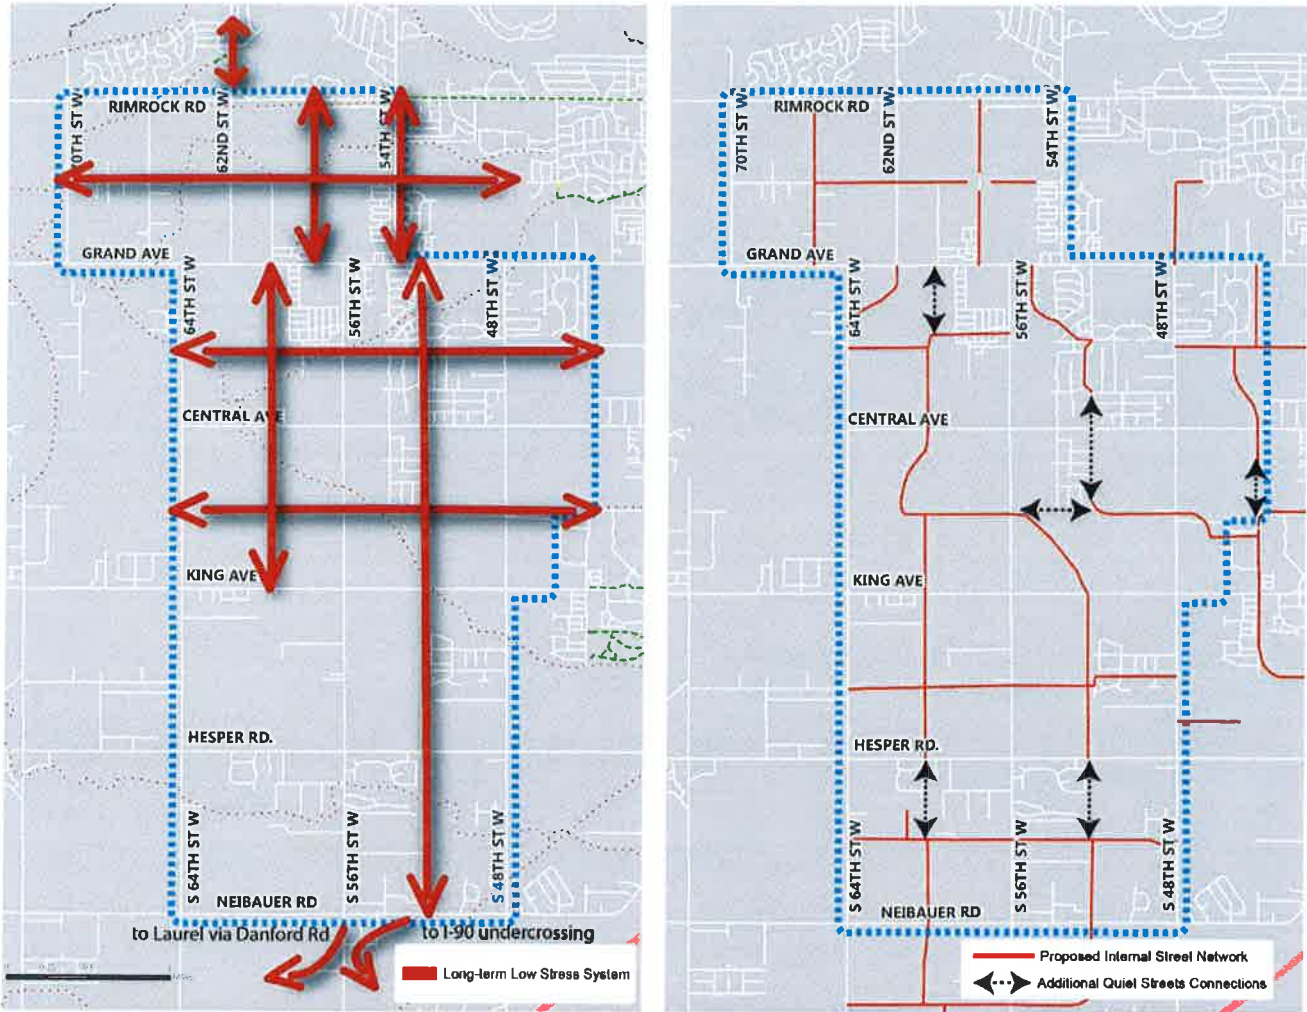 RIMROCK RD
70TH ST W
62ND ST W
54TH ST W
GRAND AVE
64TH ST W
56TH ST W
48TH ST W
CENTRAL AVE
KING AVE
HESPER RD.
S 64TH ST W
S 56TH ST W
S 48TH ST W
NEIBAUER RD
to Laurel via Danford Rd
to I-90 undercrossing
Long-term Low Stress System
RIMROCK RD
70TH ST W
62ND ST W
54TH ST W
GRAND AVE
64TH ST W
56TH ST W
48TH ST W
CENTRAL AVE
KING AVE
HESPER RD.
S 64TH ST W
S 56TH ST W
S 48TH ST W
NEIBAUER RD
Proposed Internal Street Network
Additional Quiet Streets Connections